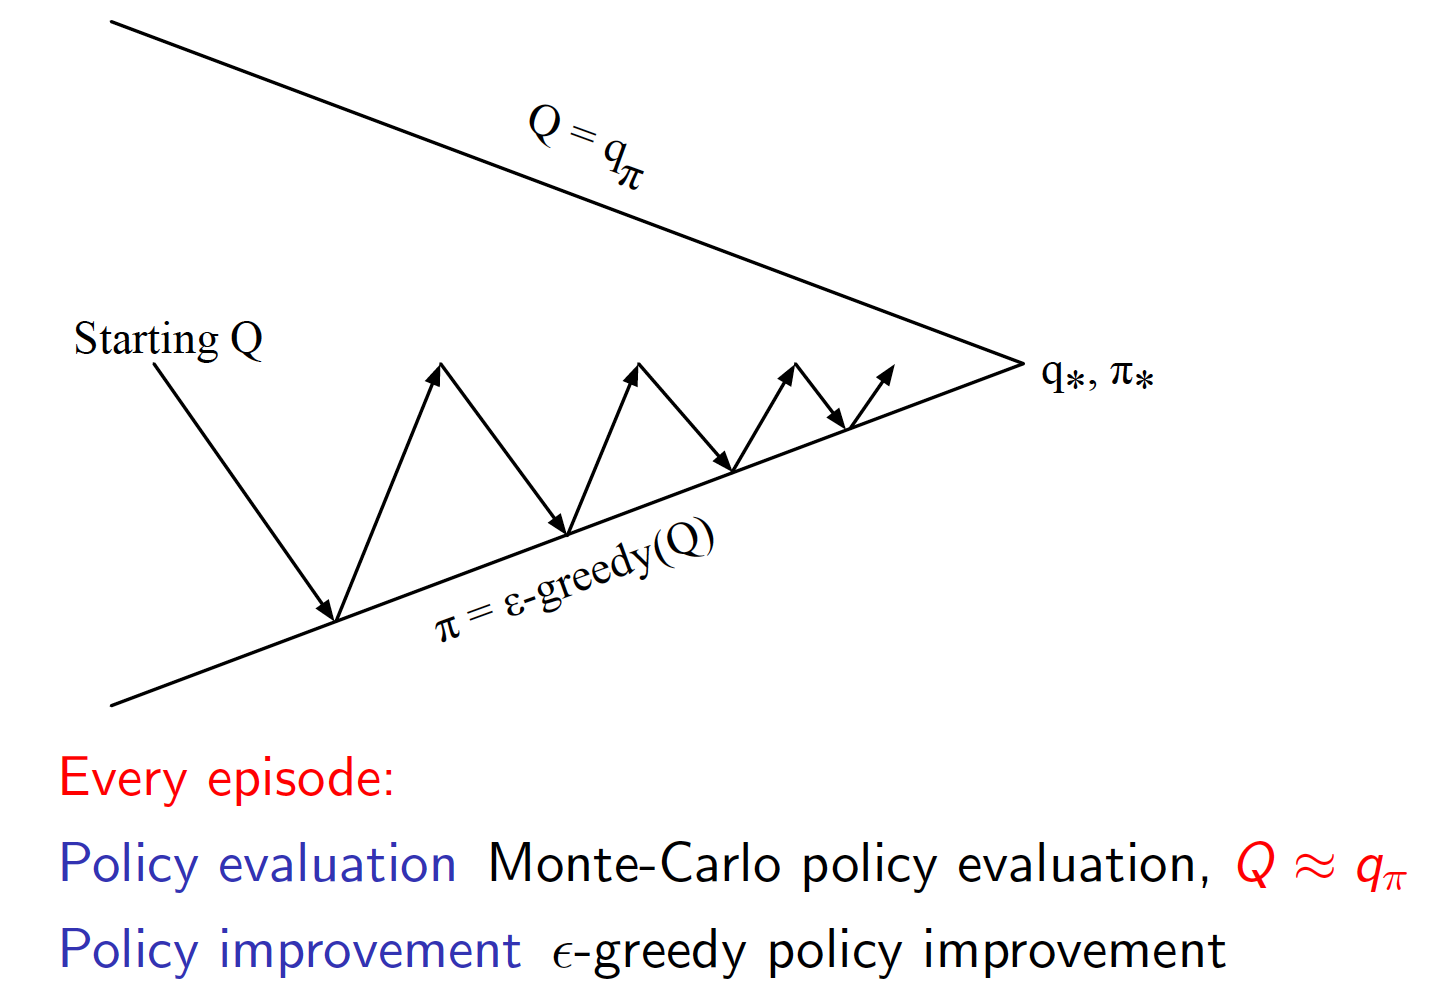 Q = qπ
Starting Q
q*, π*
π = ε-greedy(Q)
Every episode:
Policy evaluation Monte-Carlo policy evaluation, Q ≈ qπ
Policy improvement ϵ-greedy policy improvement